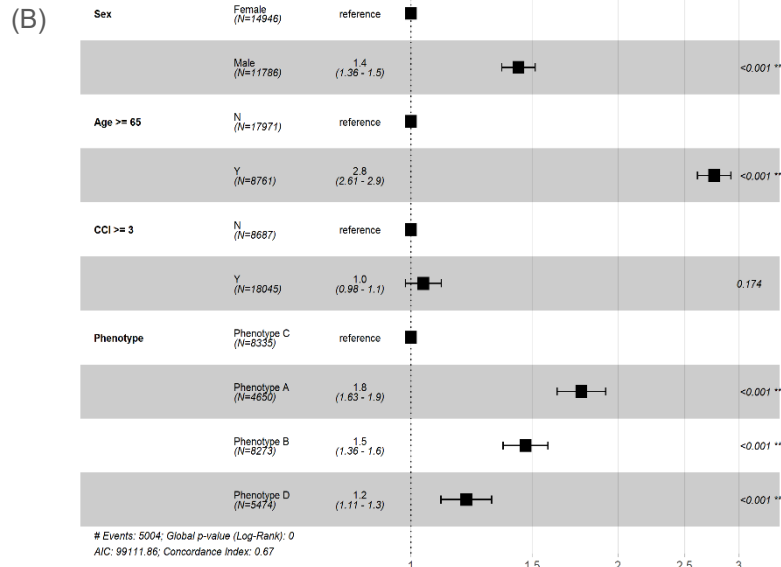 (B)
Sex Female (N=14946) reference
Male (N=11786) 1.4 (1.36 - 1.5) <0.001 **
Age >= 65 N (N=17971) reference
Y (N=8761) 2.8 (2.61 - 2.9) <0.001 **
CCI >= 3 N (N=8687) reference
Y (N=18045) 1.0 (0.98 - 1.1) 0.174
Phenotype Phenotype C (N=8335) reference
Phenotype A (N=4650) 1.8 (1.63 - 1.9) <0.001 **
Phenotype B (N=8273) 1.5 (1.36 - 1.6) <0.001 **
Phenotype D (N=5474) 1.2 (1.11 - 1.3) <0.001 **
# Events: 5004; Global p-value (Log-Rank): 0
AIC: 99111.86; Concordance Index: 0.67
1 1.5 2 2.5 3